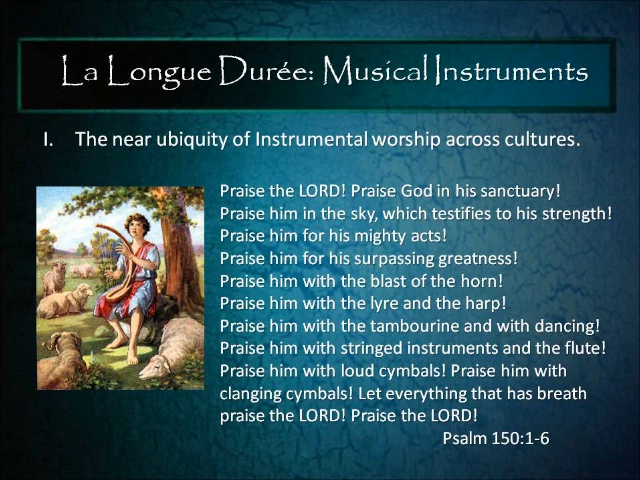 La Longue Durée: Musical Instruments
I. The near ubiquity of Instrumental worship across cultures.
Praise the LORD! Praise God in his sanctuary!
Praise him in the sky, which testifies to his strength!
Praise him for his mighty acts!
Praise him for his surpassing greatness!
Praise him with the blast of the horn!
Praise him with the lyre and the harp!
Praise him with the tambourine and with dancing!
Praise him with stringed instruments and the flute!
Praise him with loud cymbals! Praise him with
clanging cymbals! Let everything that has breath
praise the LORD! Praise the LORD!
Psalm 150:1-6